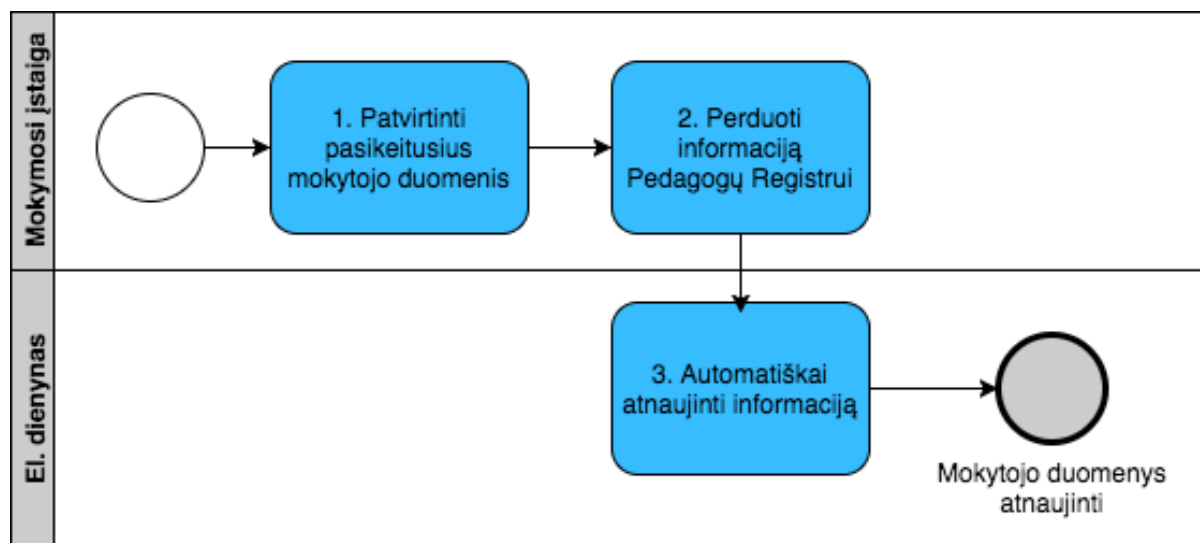 Mokymosi įstaiga
1. Patvirtinti
pasikeitusius
mokytojo duomenis
2. Perduoti
informaciją
Pedagogų Registrui
El. dienynas
3. Automatiškai
atnaujinti informaciją
Mokytojo duomenys
atnaujinti